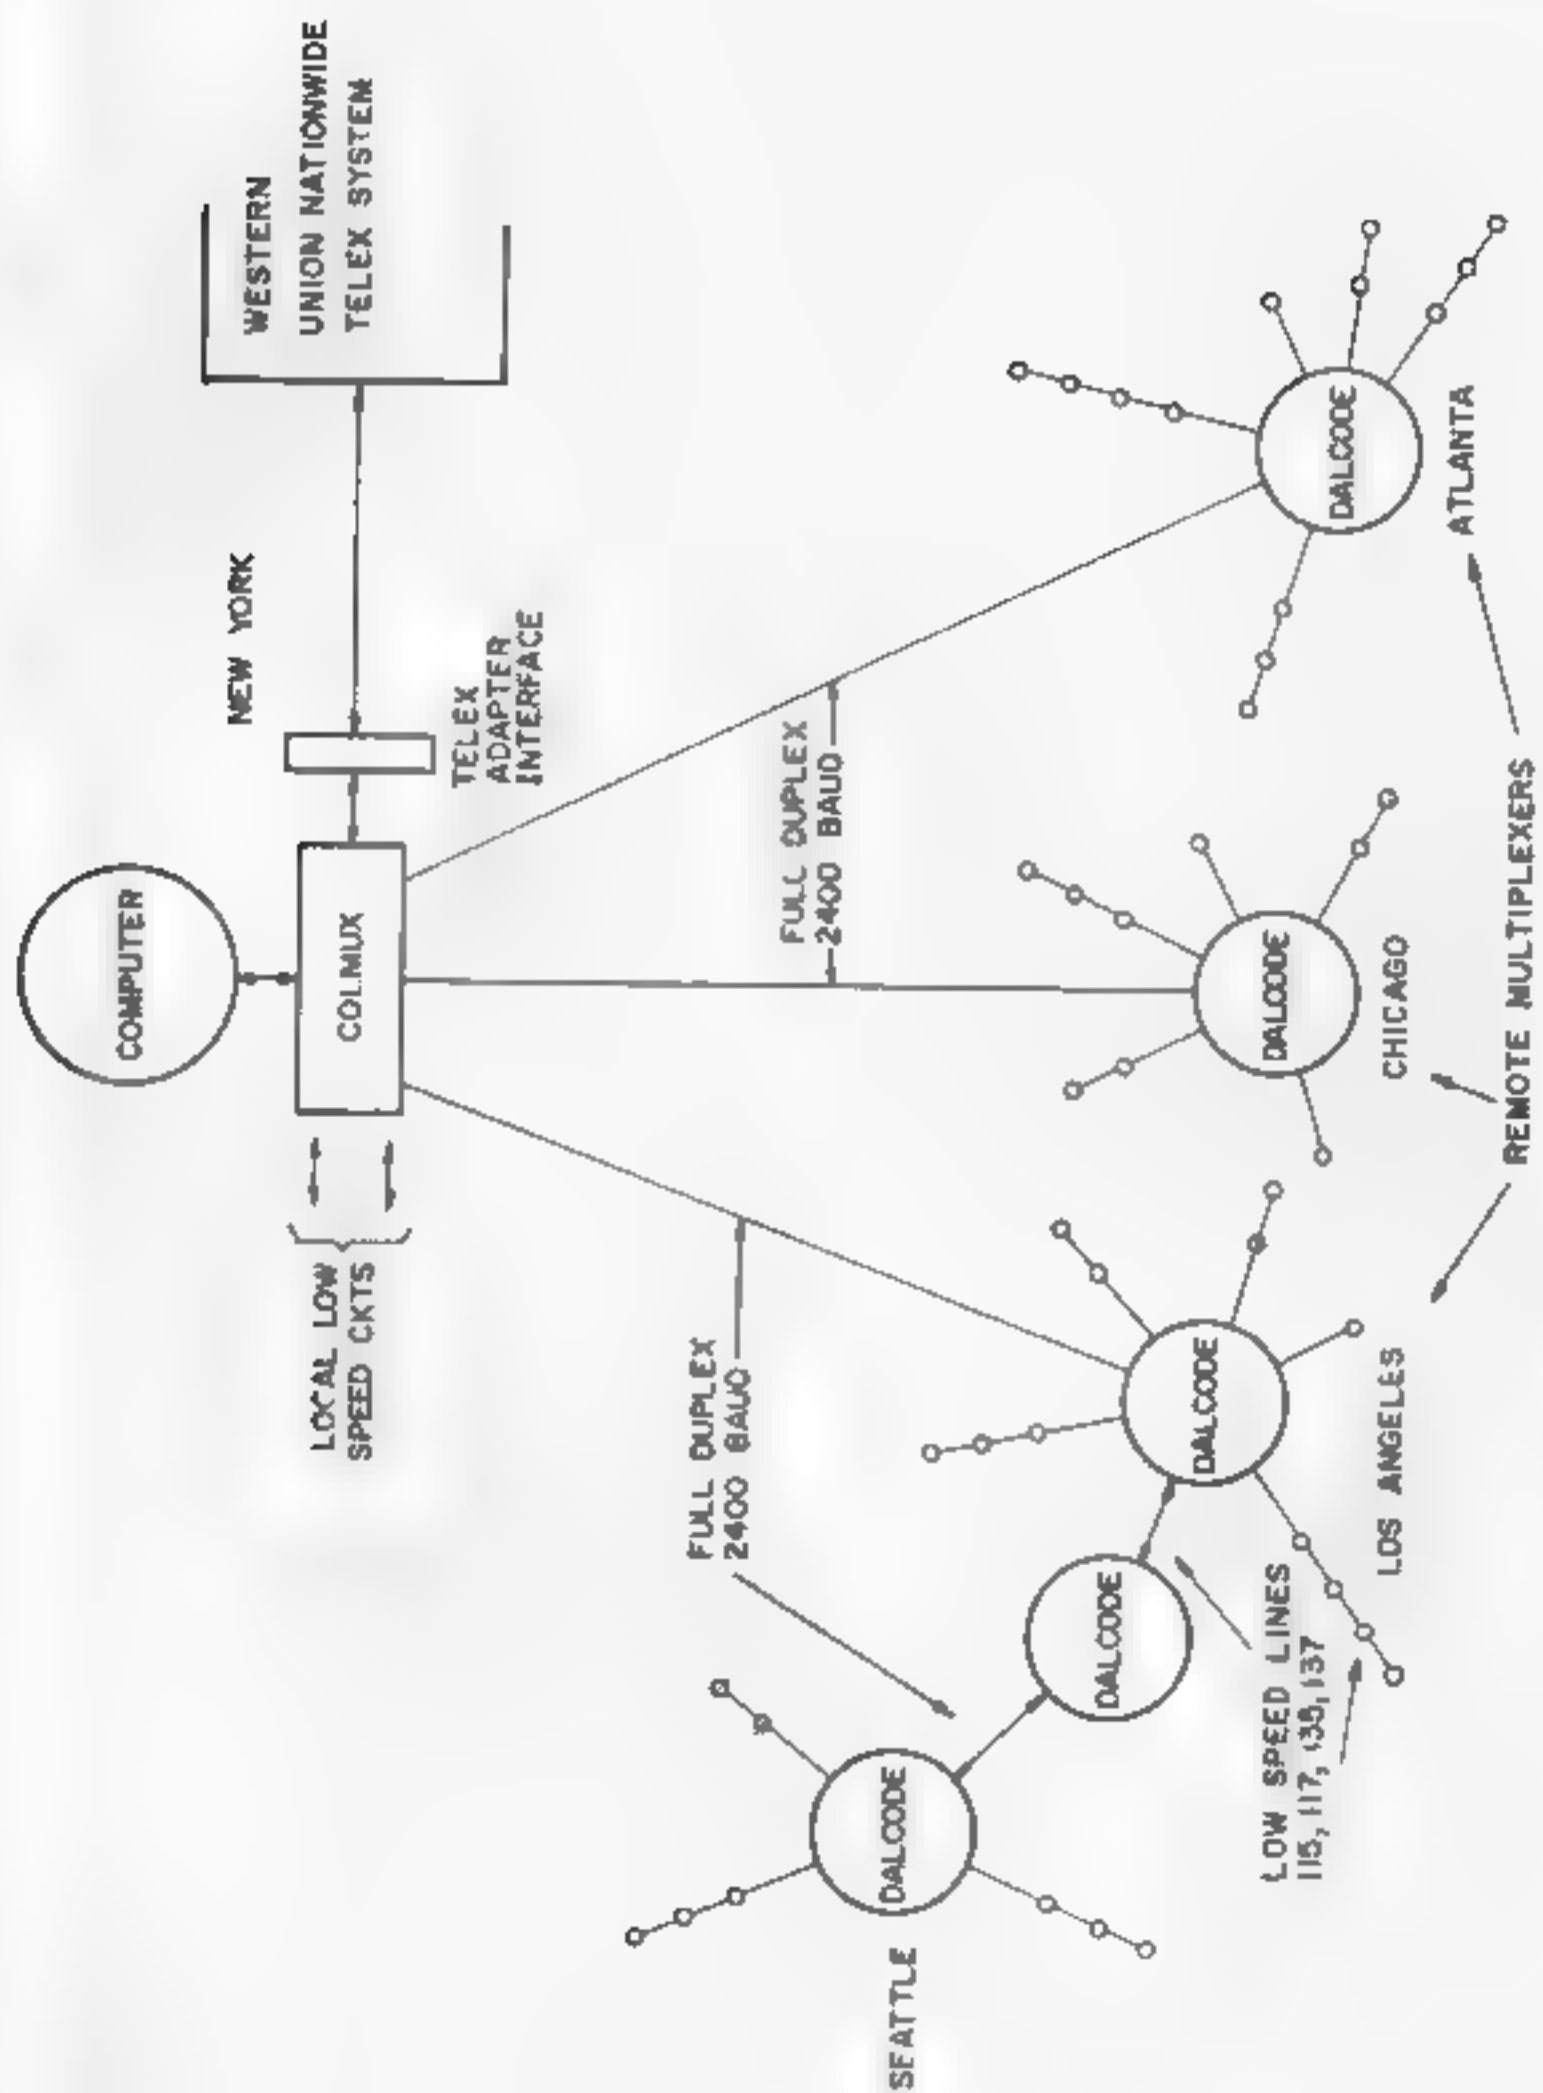 COMPUTER
NEW YORK
WESTERN
UNION NATIONWIDE
TELEX SYSTEM
LOCAL LOW
SPEED CKTS
COLMUX
TELEX
ADAPTER
INTERFACE
FULL DUPLEX
2400 BAUD
FULL DUPLEX
2400 BAUD
SEATTLE
DALCODE
DALCODE
DALCODE
DALCODE
DALCODE
LOW SPEED LINES
115, 117, 137
LOS ANGELES
CHICAGO
ATLANTA
REMOTE MULTIPLEXERS